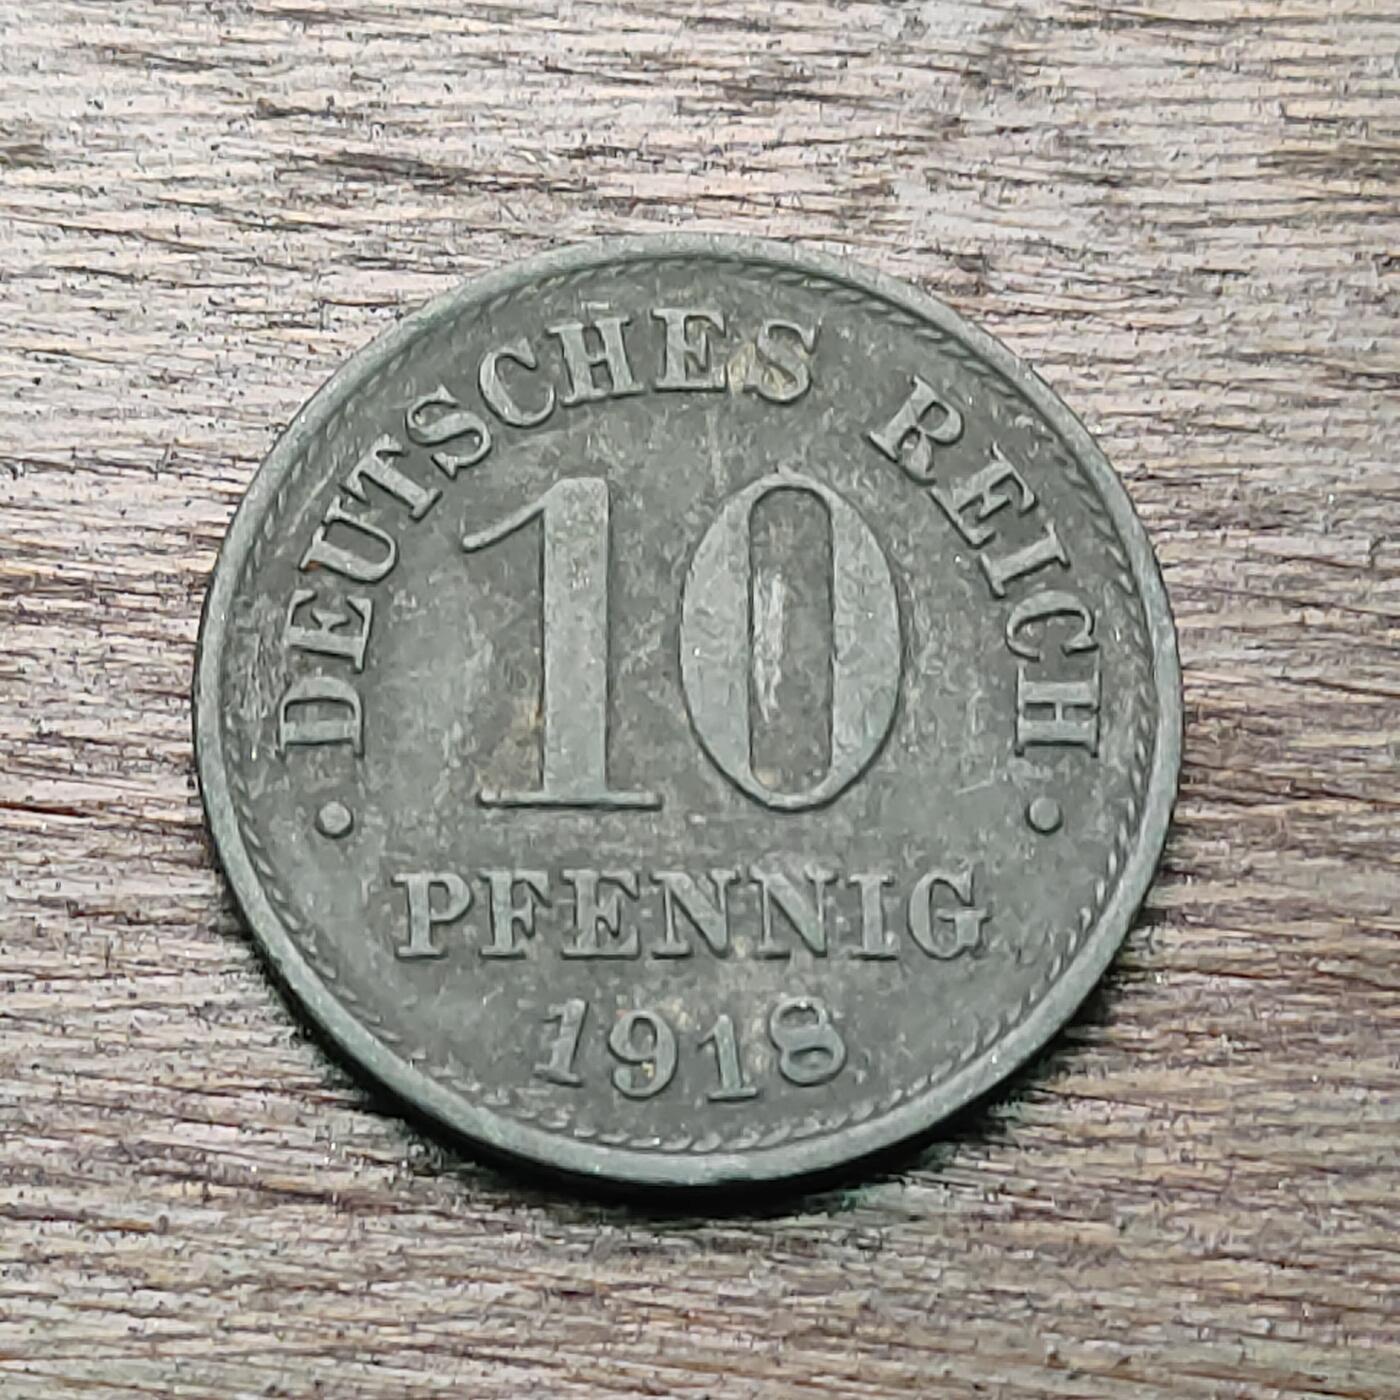 DEUTSCHES REICH
10
PFENNIG
1918